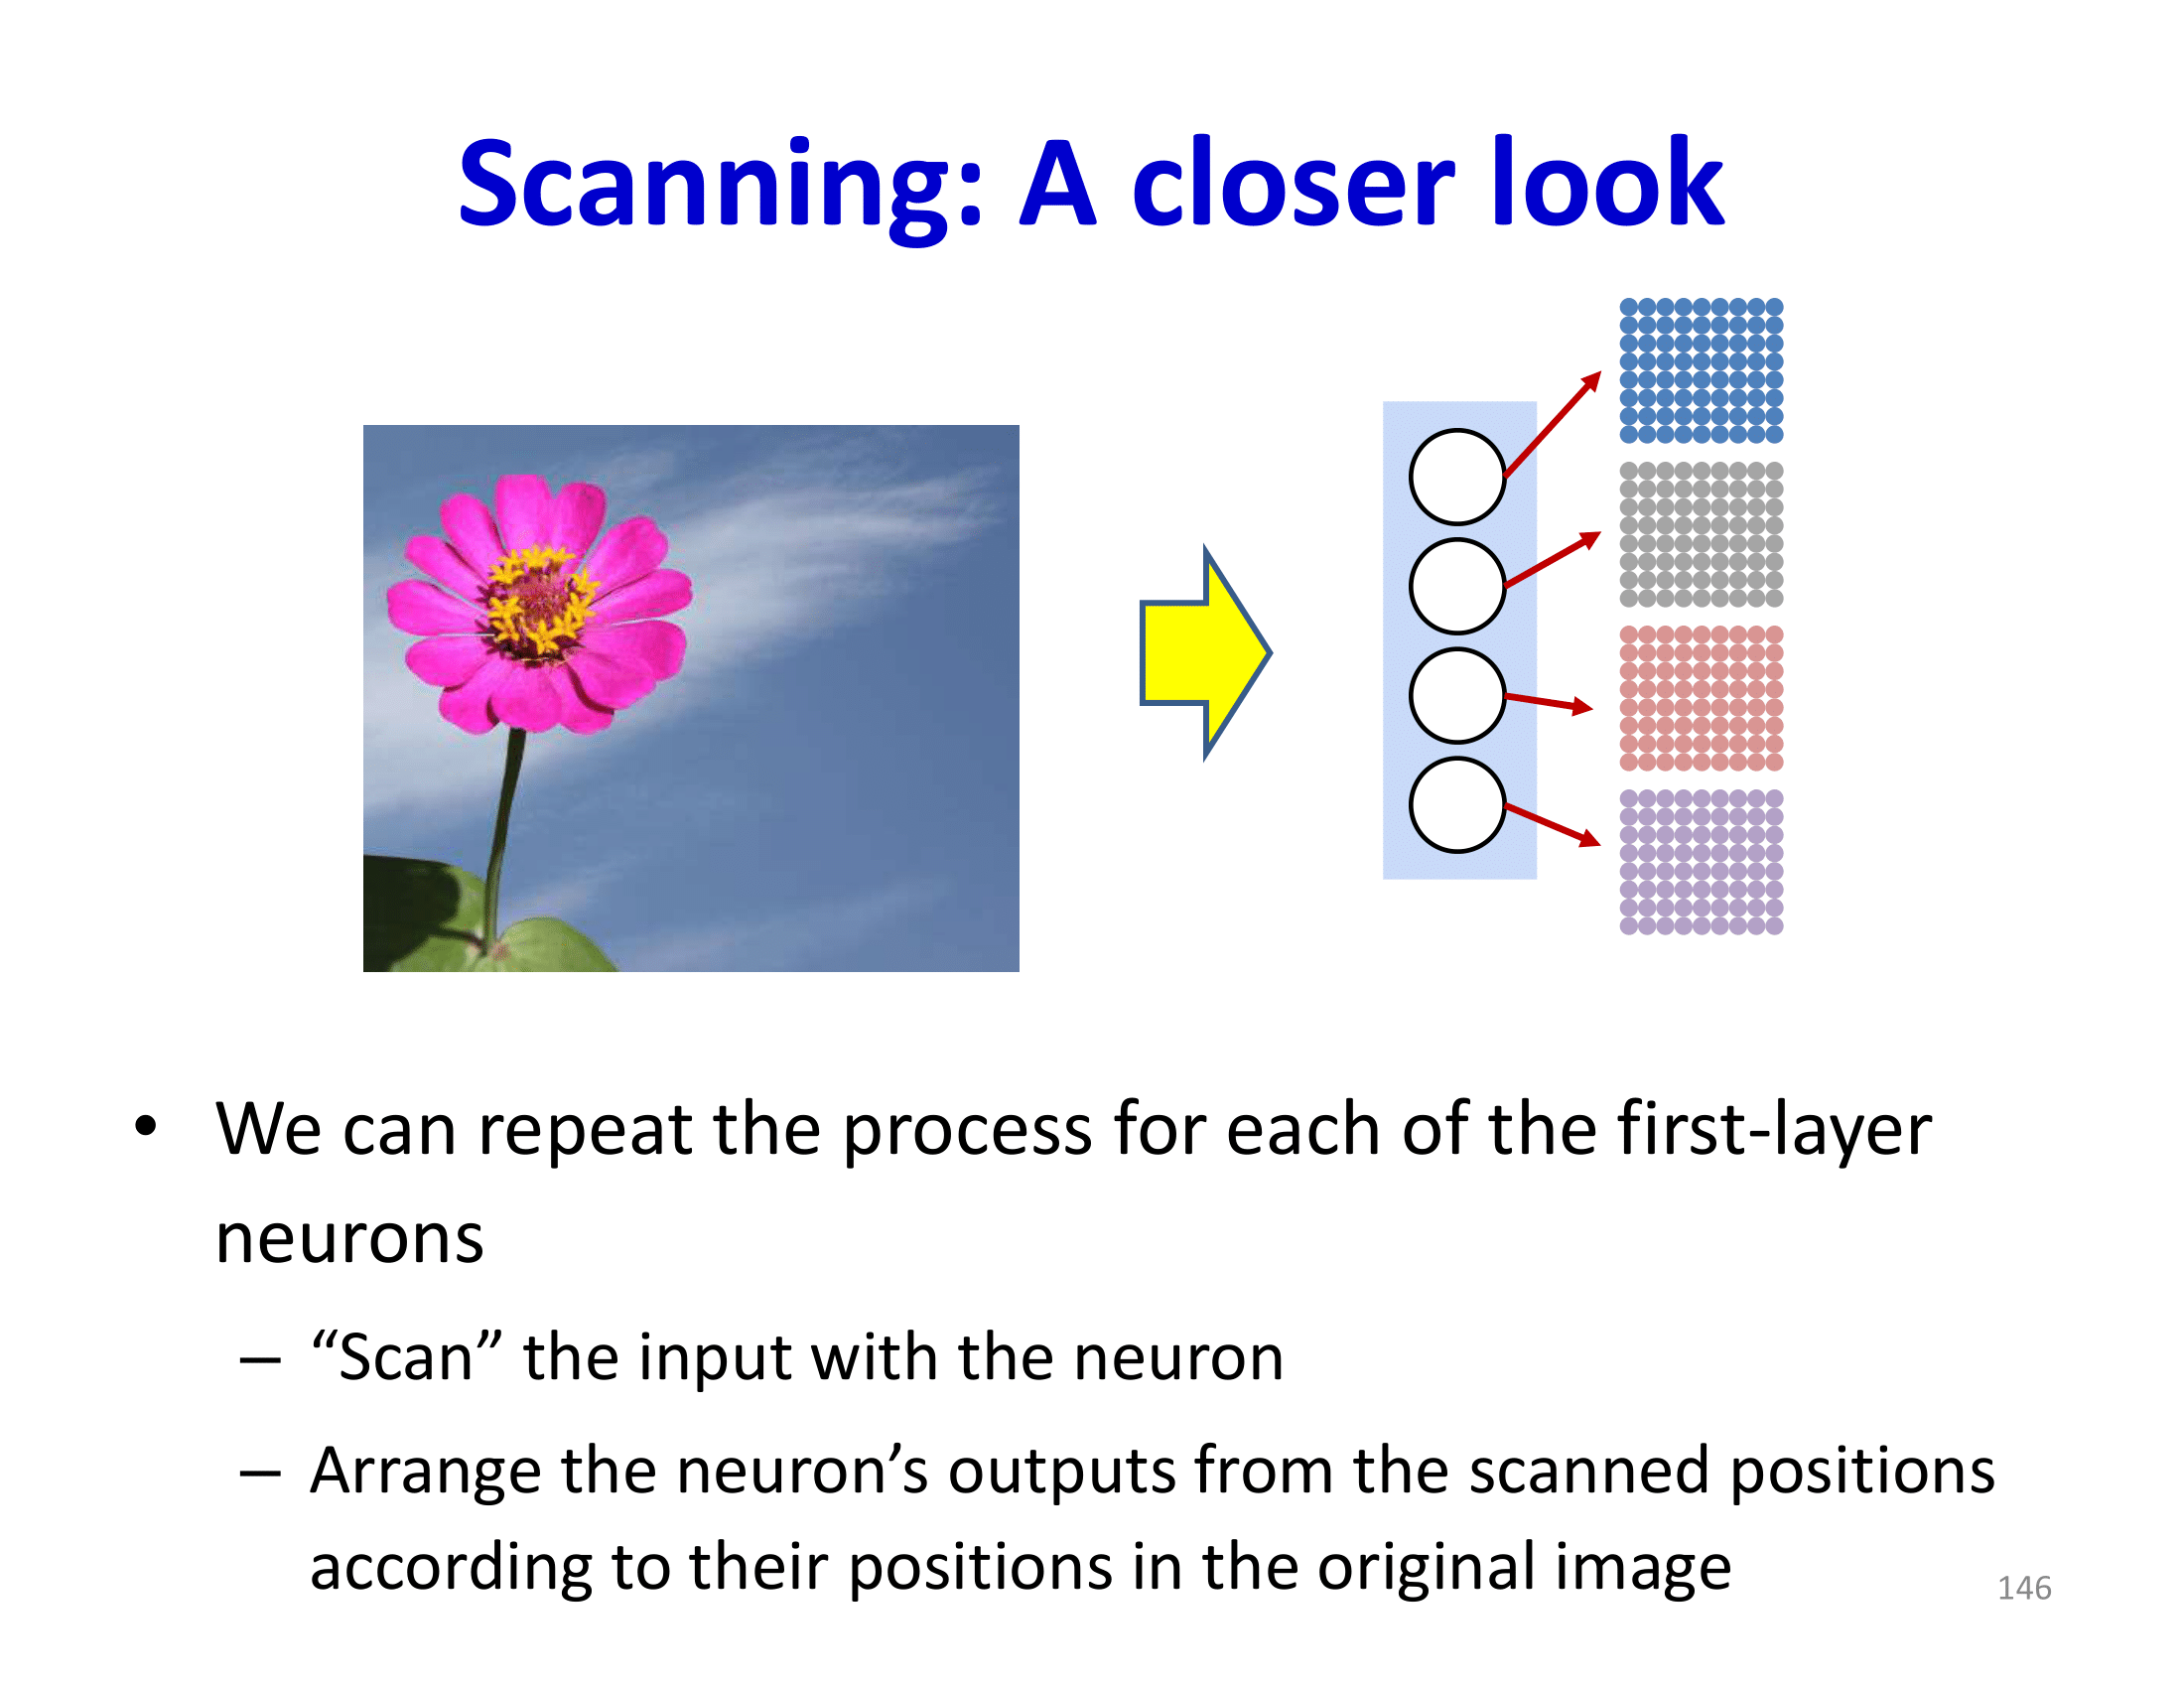 Scanning: A closer look
• We can repeat the process for each of the first-layer
neurons
– “Scan” the input with the neuron
– Arrange the neuron’s outputs from the scanned positions
according to their positions in the original image
146